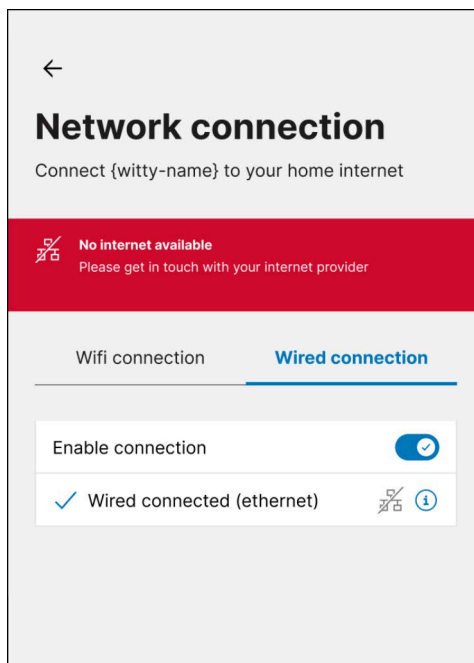 Network connection
Connect {witty-name} to your home internet
No internet available
Please get in touch with your internet provider
Wifi connection
Wired connection
Enable connection
Wired connected (ethernet)